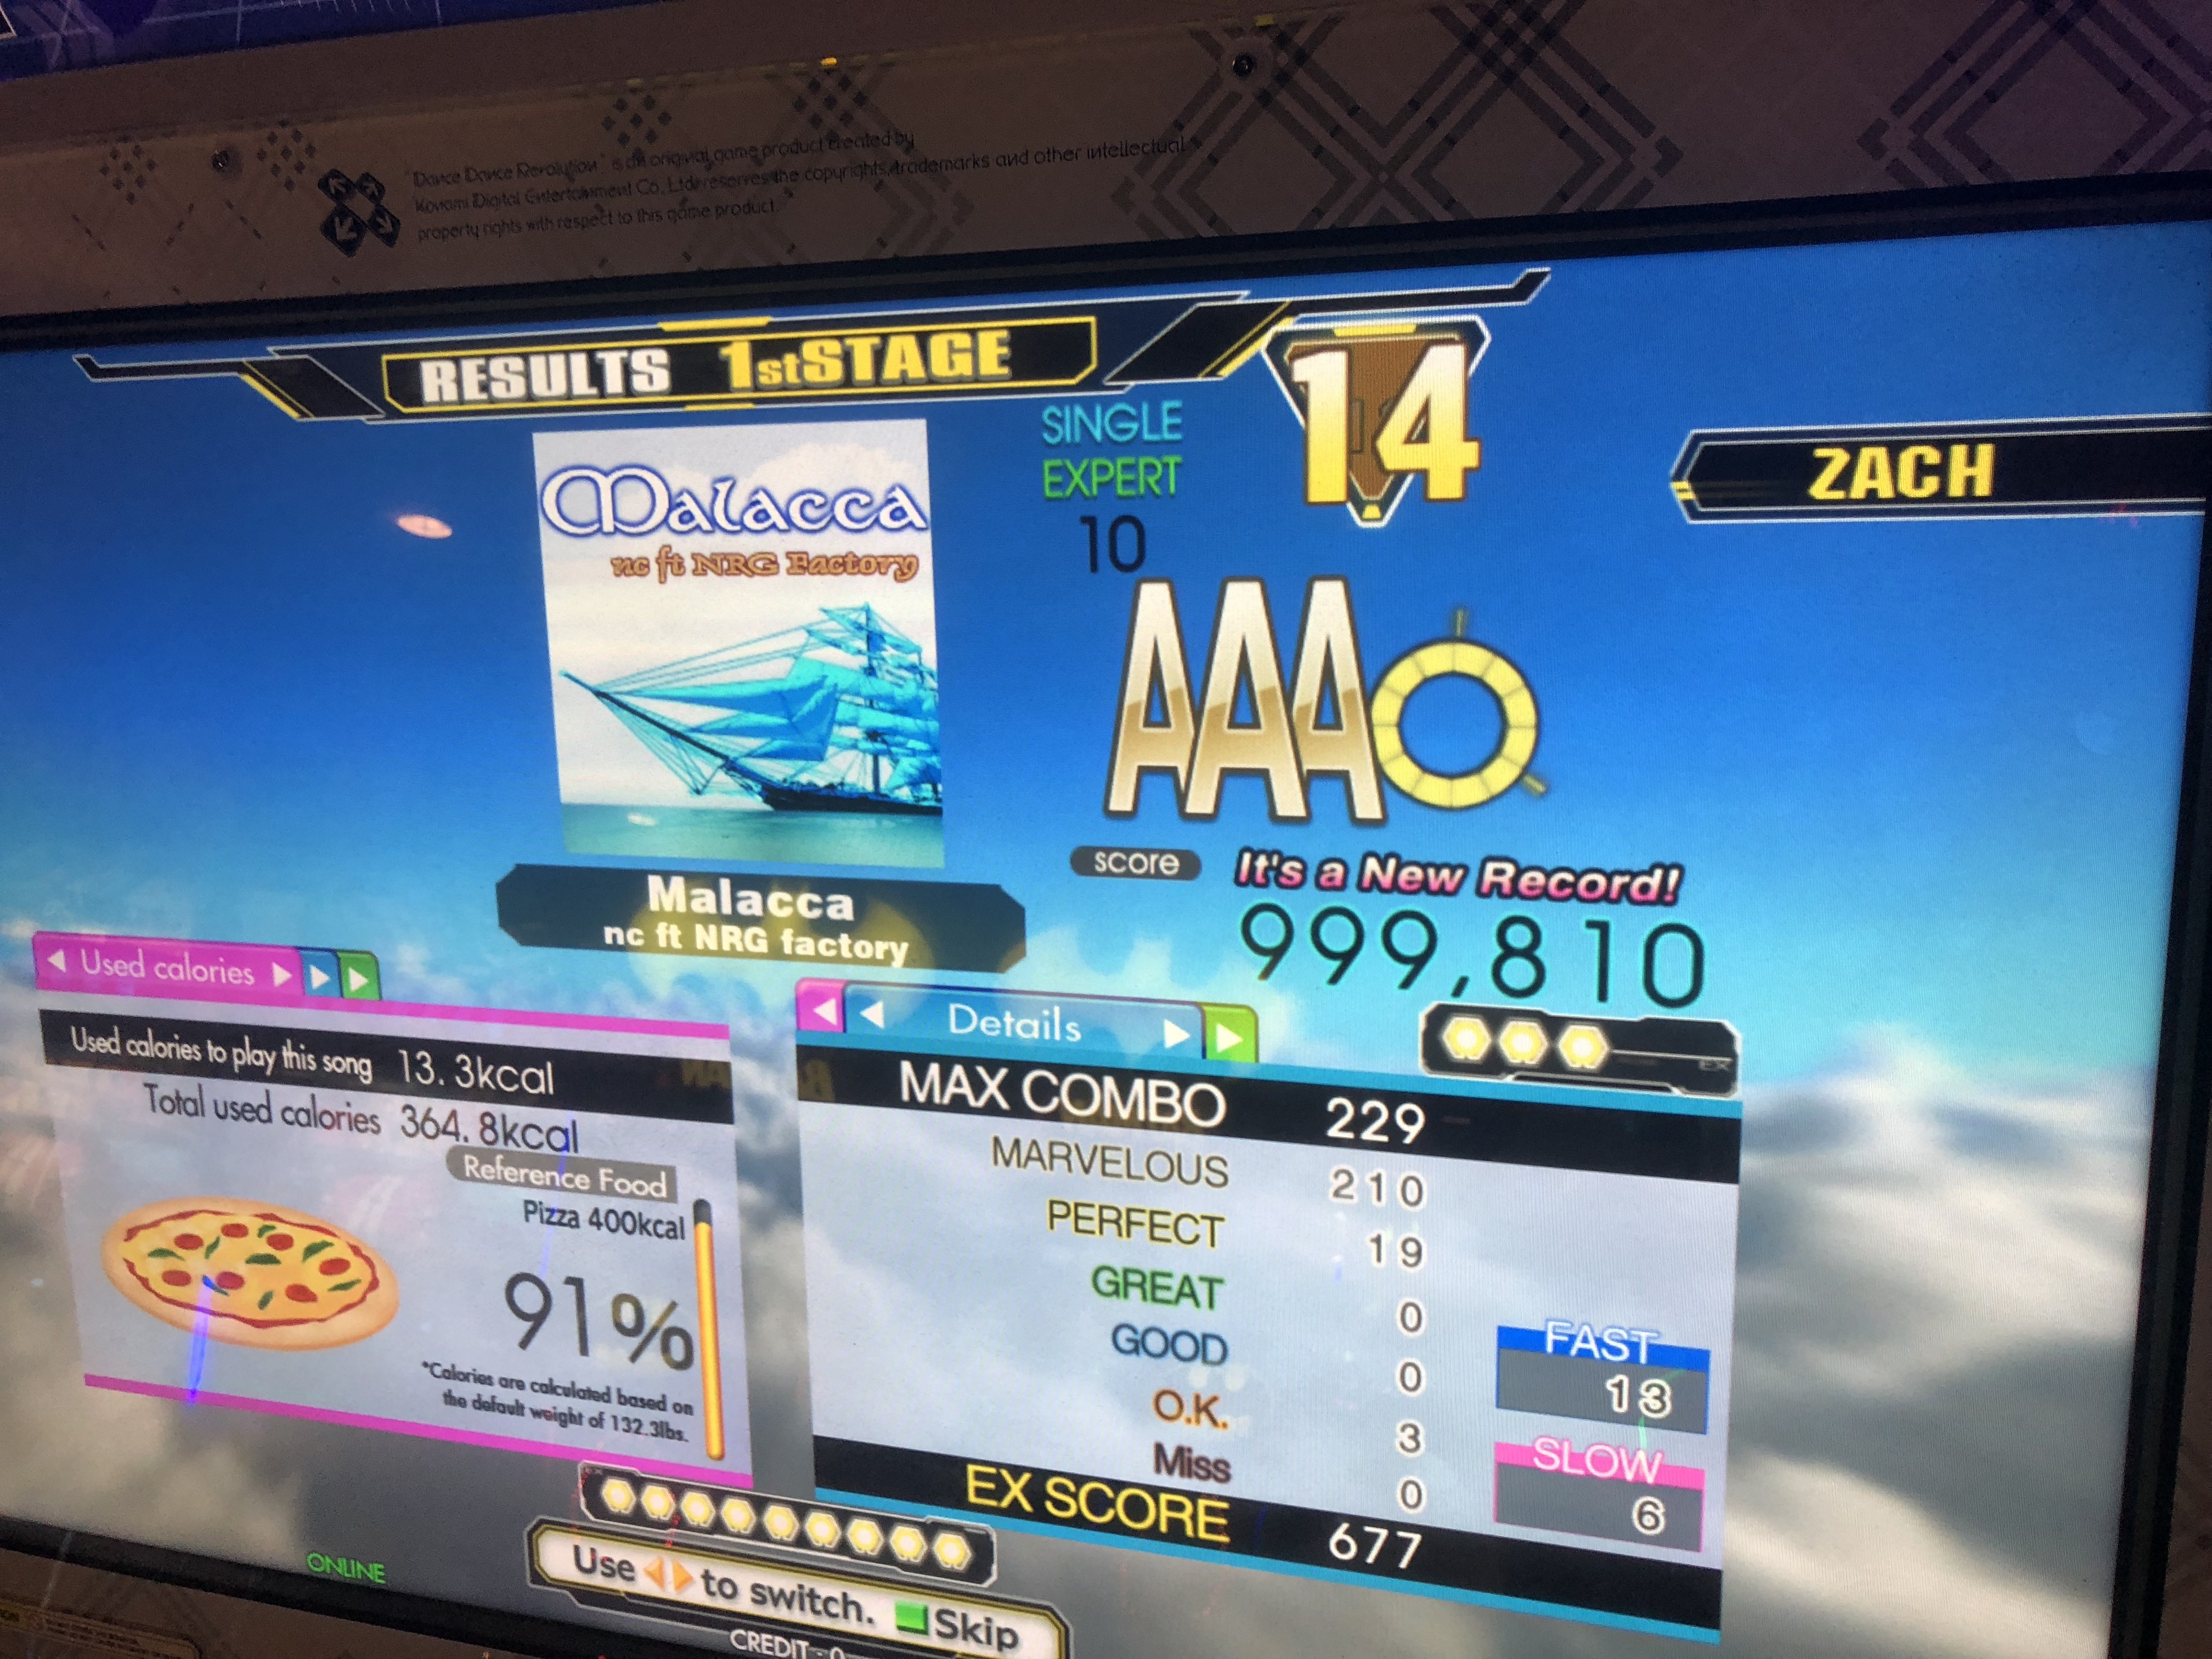 "Dance Dance Revolution" is an original game product created by
Konami Digital Entertainment Co., Ltd. reserves the copyrights, trademarks and other intellectual
property rights with respect to this game product.
RESULTS 1stSTAGE
14
SINGLE
EXPERT
10
ZACH
Malacca
nc ft NRG Factory
AAA
score
It's a New Record!
999,810
Malacca
nc ft NRG factory
Used calories
Used calories to play this song 13.3kcal
Total used calories 364.8kcal
Reference Food
Pizza 400kcal
91%
*Calories are calculated based on
the default weight of 132.3lbs.
Details
EX
MAX COMBO 229
MARVELOUS 210
PERFECT 19
GREAT 0
GOOD 0
O.K. 3
Miss 0
EX SCORE 677
FAST
13
SLOW
6
EX
ONLINE
Use to switch. Skip
CREDIT 0